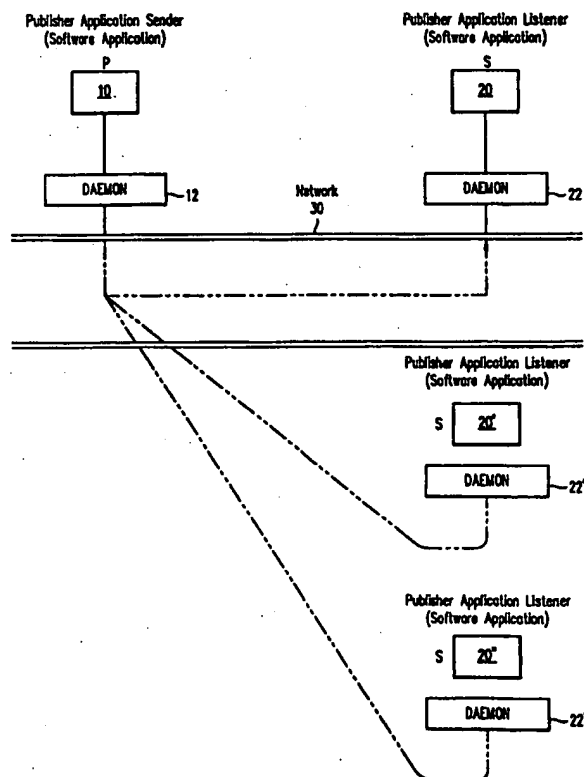 Publisher Application Sender
(Software Application)
P
10
DAEMON
12
Publisher Application Listener
(Software Application)
S
20
DAEMON
22
Network
30
Publisher Application Listener
(Software Application)
S
20'
DAEMON
22'
Publisher Application Listener
(Software Application)
S
20"
DAEMON